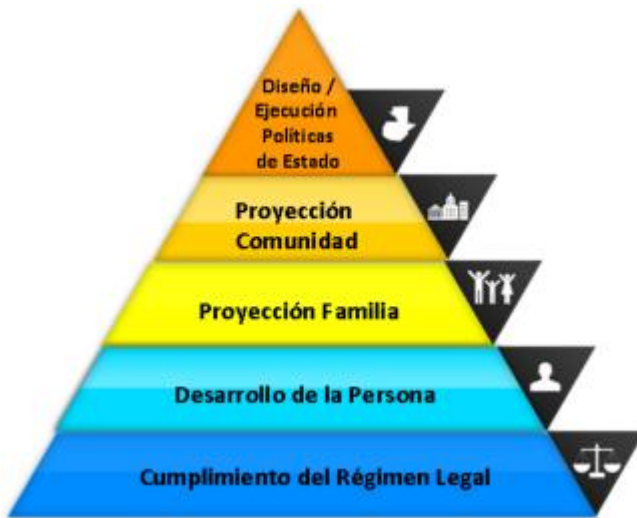 Diseño /
Ejecución
Políticas
de Estado
Proyección
Comunidad
Proyección Familia
Desarrollo de la Persona
Cumplimiento del Régimen Legal